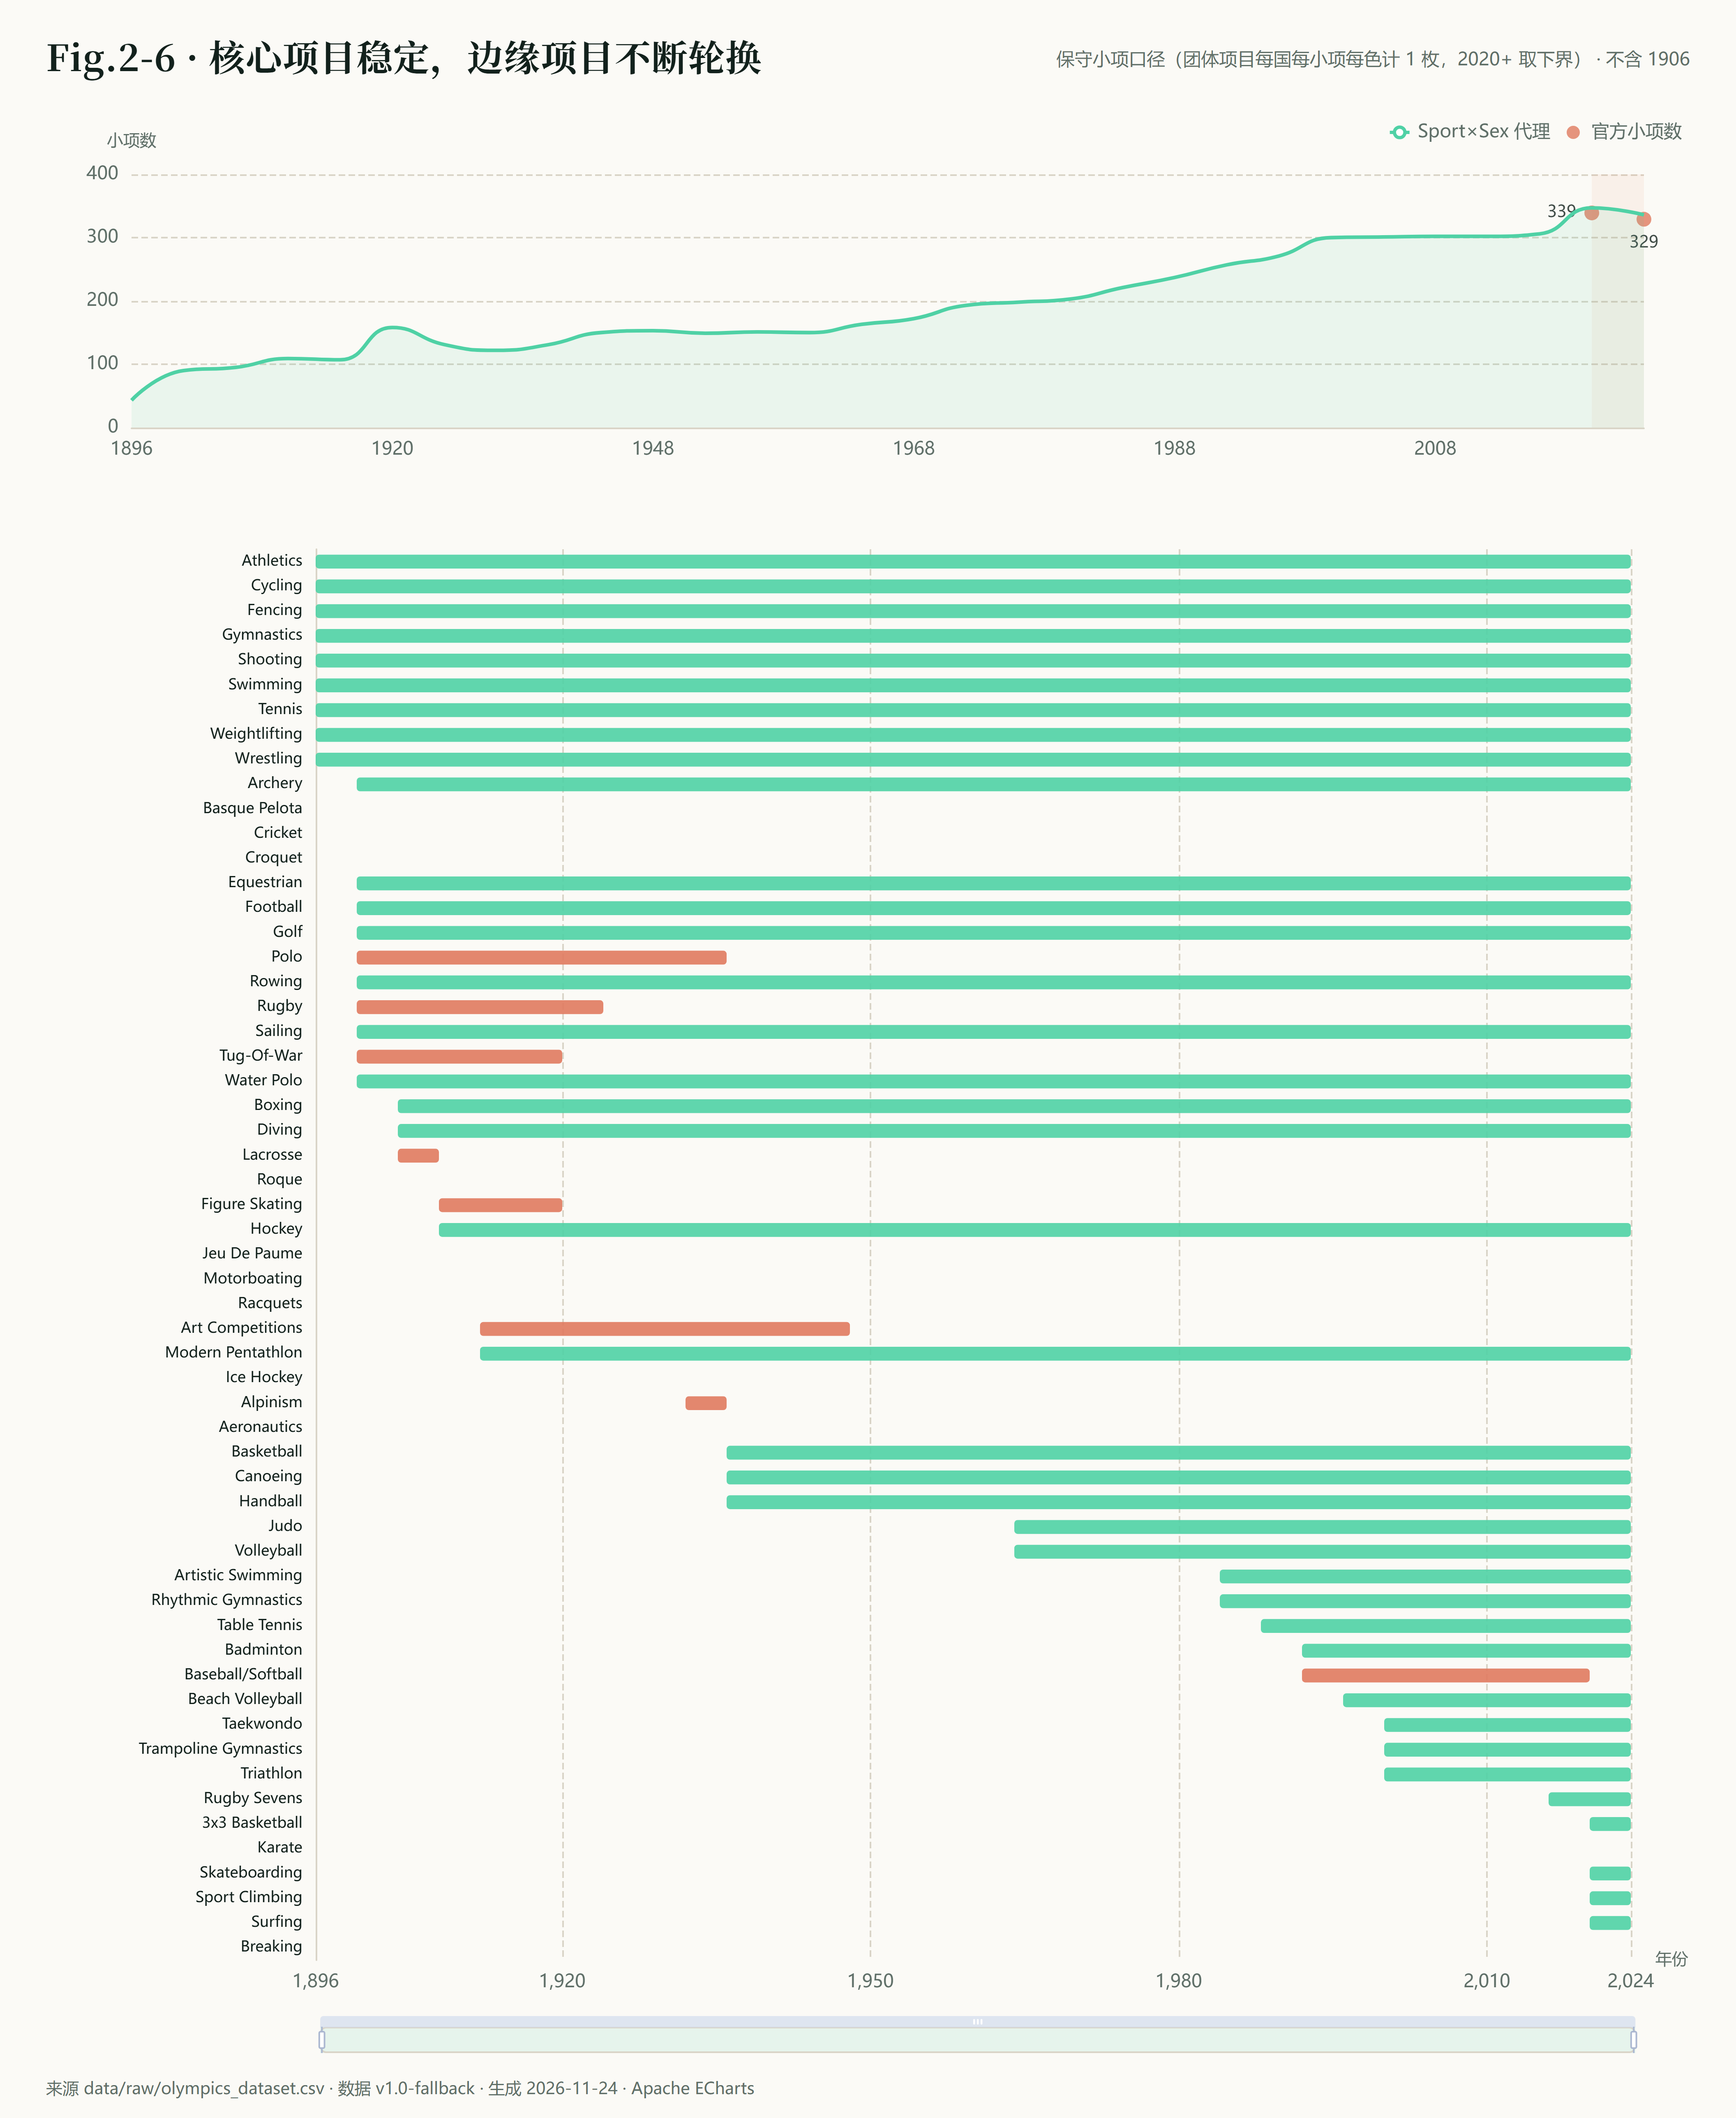 Fig.2-6 · 核心项目稳定，边缘项目不断轮换
保守小项口径（团体项目每国每小项每色计 1 枚，2020+ 取下界） · 不含 1906
Sport×Sex 代理
官方小项数
小项数
400
300
200
100
0
339
329
1896
1920
1948
1968
1988
2008
Athletics
Cycling
Fencing
Gymnastics
Shooting
Swimming
Tennis
Weightlifting
Wrestling
Archery
Basque Pelota
Cricket
Croquet
Equestrian
Football
Golf
Polo
Rowing
Rugby
Sailing
Tug-Of-War
Water Polo
Boxing
Diving
Lacrosse
Roque
Figure Skating
Hockey
Jeu De Paume
Motorboating
Racquets
Art Competitions
Modern Pentathlon
Ice Hockey
Alpinism
Aeronautics
Basketball
Canoeing
Handball
Judo
Volleyball
Artistic Swimming
Rhythmic Gymnastics
Table Tennis
Badminton
Baseball/Softball
Beach Volleyball
Taekwondo
Trampoline Gymnastics
Triathlon
Rugby Sevens
3x3 Basketball
Karate
Skateboarding
Sport Climbing
Surfing
Breaking
年份
1,896
1,920
1,950
1,980
2,010
2,024
来源 data/raw/olympics_dataset.csv · 数据 v1.0-fallback · 生成 2026-11-24 · Apache ECharts